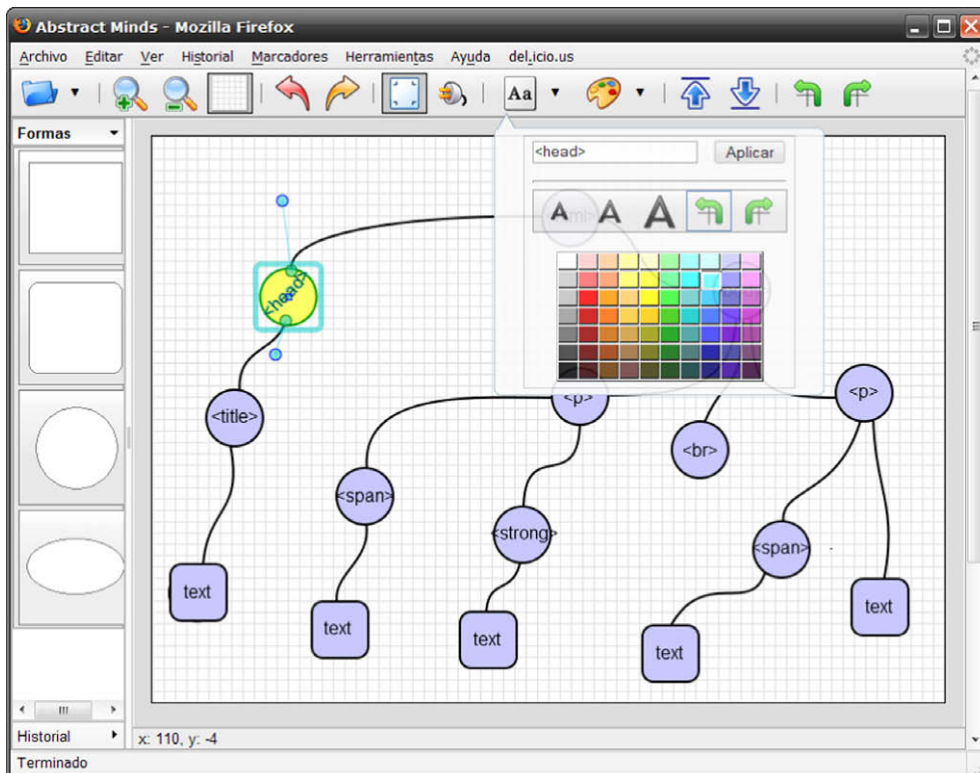 Abstract Minds - Mozilla Firefox
Archivo Editar Ver Historial Marcadores Herramientas Ayuda del.icio.us
Aa
Formas
<head> Aplicar
A A A
<head>
<title>
<p>
<p>
<br>
<span>
<strong>
<span>
text
text
text
text
text
Historial
x: 110, y: -4
Terminado